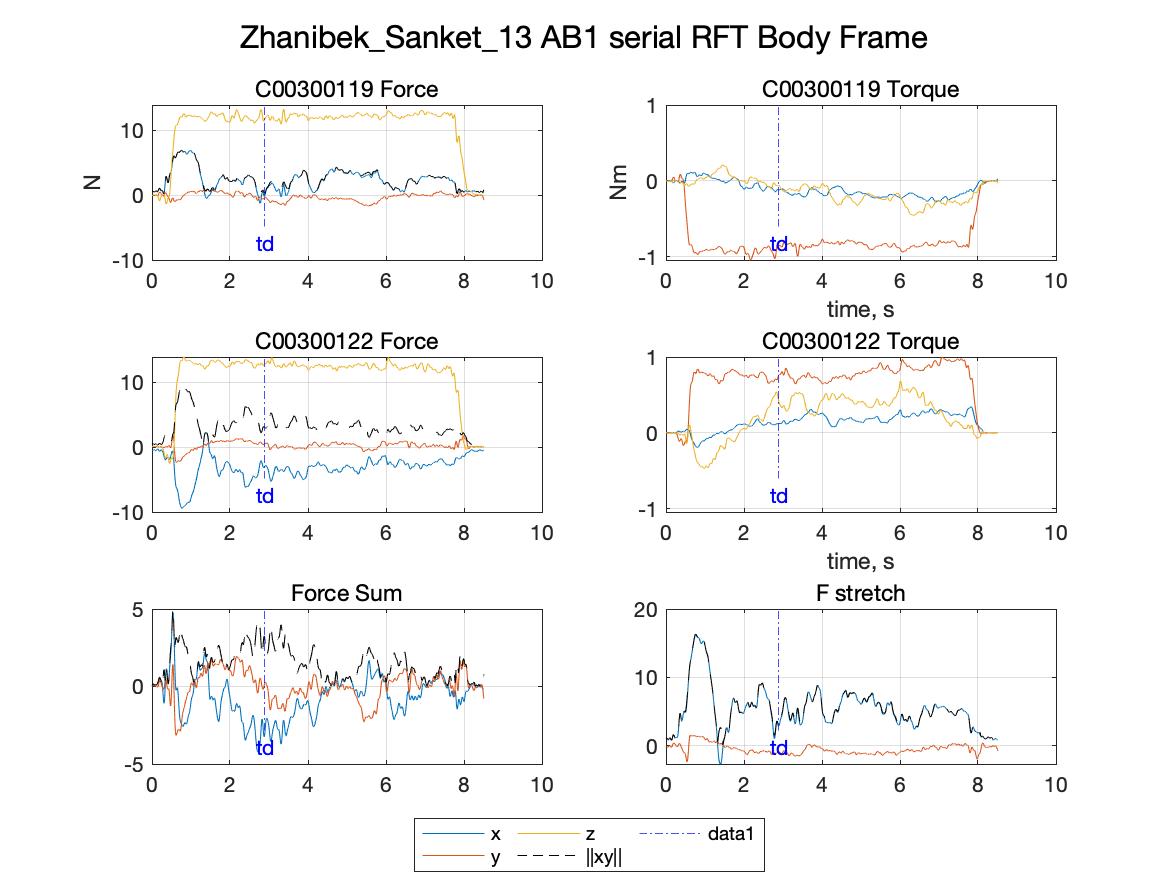 Zhanibek_Sanket_13 AB1 serial RFT Body Frame
C00300119 Force
N
10
0
-10
td
0 2 4 6 8 10
C00300119 Torque
Nm
1
0
-1
td
0 2 4 6 8 10
time, s
C00300122 Force
10
0
-10
td
0 2 4 6 8 10
C00300122 Torque
1
0
-1
td
0 2 4 6 8 10
time, s
Force Sum
5
0
-5
td
0 2 4 6 8 10
F stretch
20
10
0
td
0 2 4 6 8 10
x z data1
y ||xy||